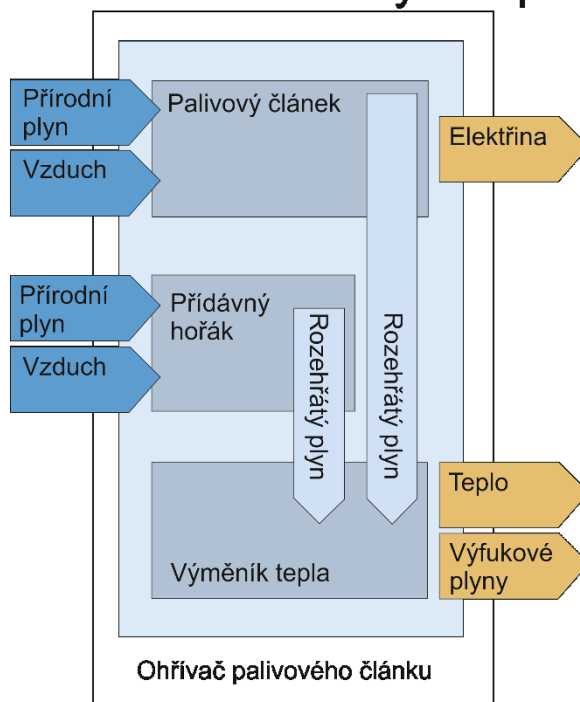 Přírodní
plyn
Vzduch
Palivový článek
Elektřina
Přírodní
plyn
Vzduch
Přídávný
hořák
Rozehřátý plyn
Rozehřátý plyn
Výměník tepla
Teplo
Výfukové
plyny
Ohřívač palivového článku